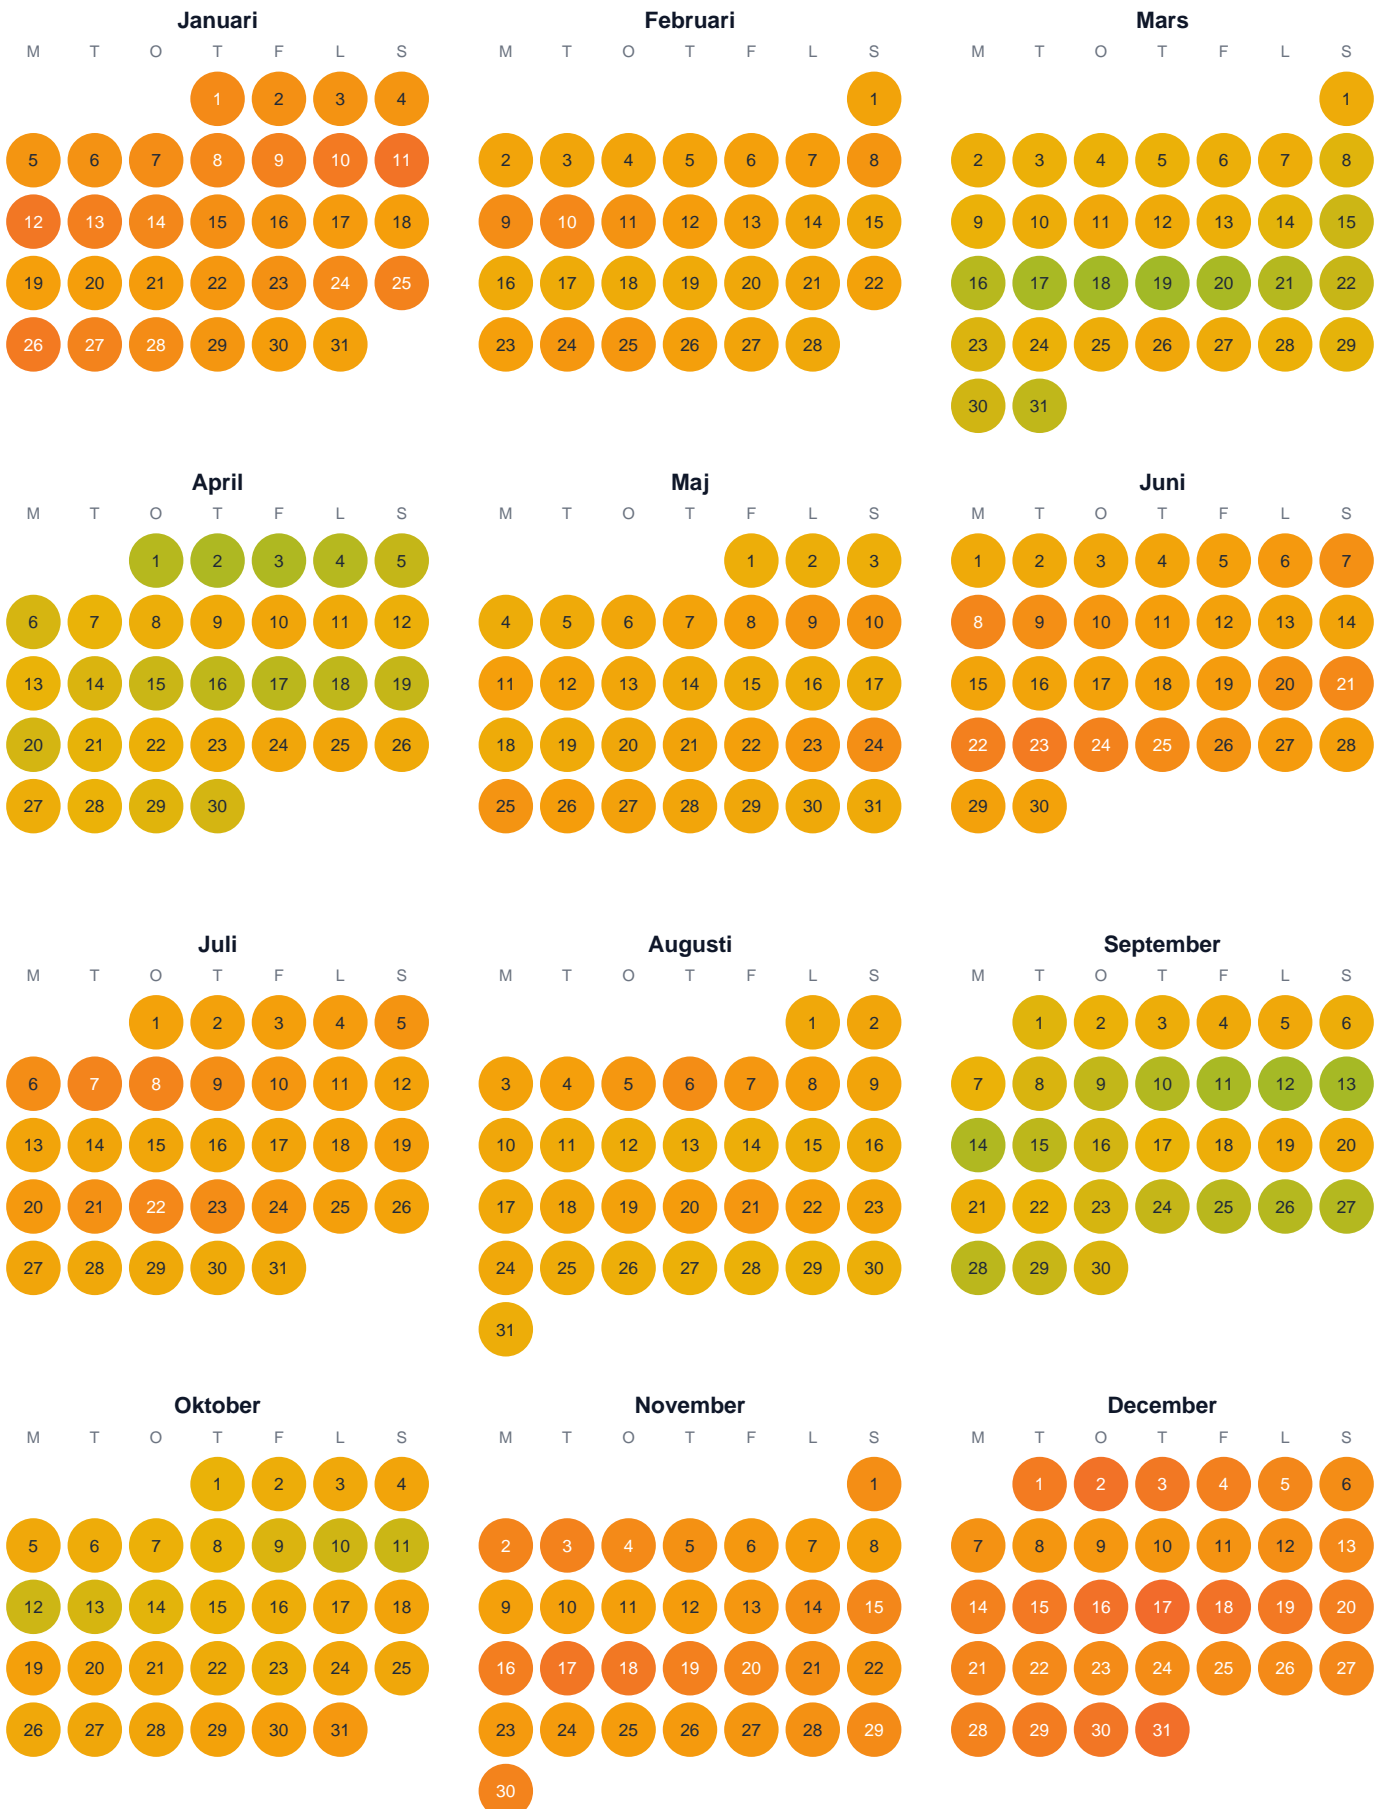 Januari Februari Mars
M T O T F L S M T O T F L S M T O T F L S
1 2 3 4 1 1
5 6 7 8 9 10 11 2 3 4 5 6 7 8 2 3 4 5 6 7 8
12 13 14 15 16 17 18 9 10 11 12 13 14 15 9 10 11 12 13 14 15
19 20 21 22 23 24 25 16 17 18 19 20 21 22 16 17 18 19 20 21 22
26 27 28 29 30 31 23 24 25 26 27 28 23 24 25 26 27 28 29
30 31
April Maj Juni
M T O T F L S M T O T F L S M T O T F L S
1 2 3 4 5 1 2 3 1 2 3 4 5 6 7
6 7 8 9 10 11 12 4 5 6 7 8 9 10 8 9 10 11 12 13 14
13 14 15 16 17 18 19 11 12 13 14 15 16 17 15 16 17 18 19 20 21
20 21 22 23 24 25 26 18 19 20 21 22 23 24 22 23 24 25 26 27 28
27 28 29 30 25 26 27 28 29 30 31 29 30
Juli Augusti September
M T O T F L S M T O T F L S M T O T F L S
1 2 3 4 5 1 2 1 2 3 4 5 6
6 7 8 9 10 11 12 3 4 5 6 7 8 9 7 8 9 10 11 12 13
13 14 15 16 17 18 19 10 11 12 13 14 15 16 14 15 16 17 18 19 20
20 21 22 23 24 25 26 17 18 19 20 21 22 23 21 22 23 24 25 26 27
27 28 29 30 31 24 25 26 27 28 29 30 28 29 30
31
Oktober November December
M T O T F L S M T O T F L S M T O T F L S
1 2 3 4 1 1 2 3 4 5 6
5 6 7 8 9 10 11 2 3 4 5 6 7 8 7 8 9 10 11 12 13
12 13 14 15 16 17 18 9 10 11 12 13 14 15 14 15 16 17 18 19 20
19 20 21 22 23 24 25 16 17 18 19 20 21 22 21 22 23 24 25 26 27
26 27 28 29 30 31 23 24 25 26 27 28 29 28 29 30 31
30